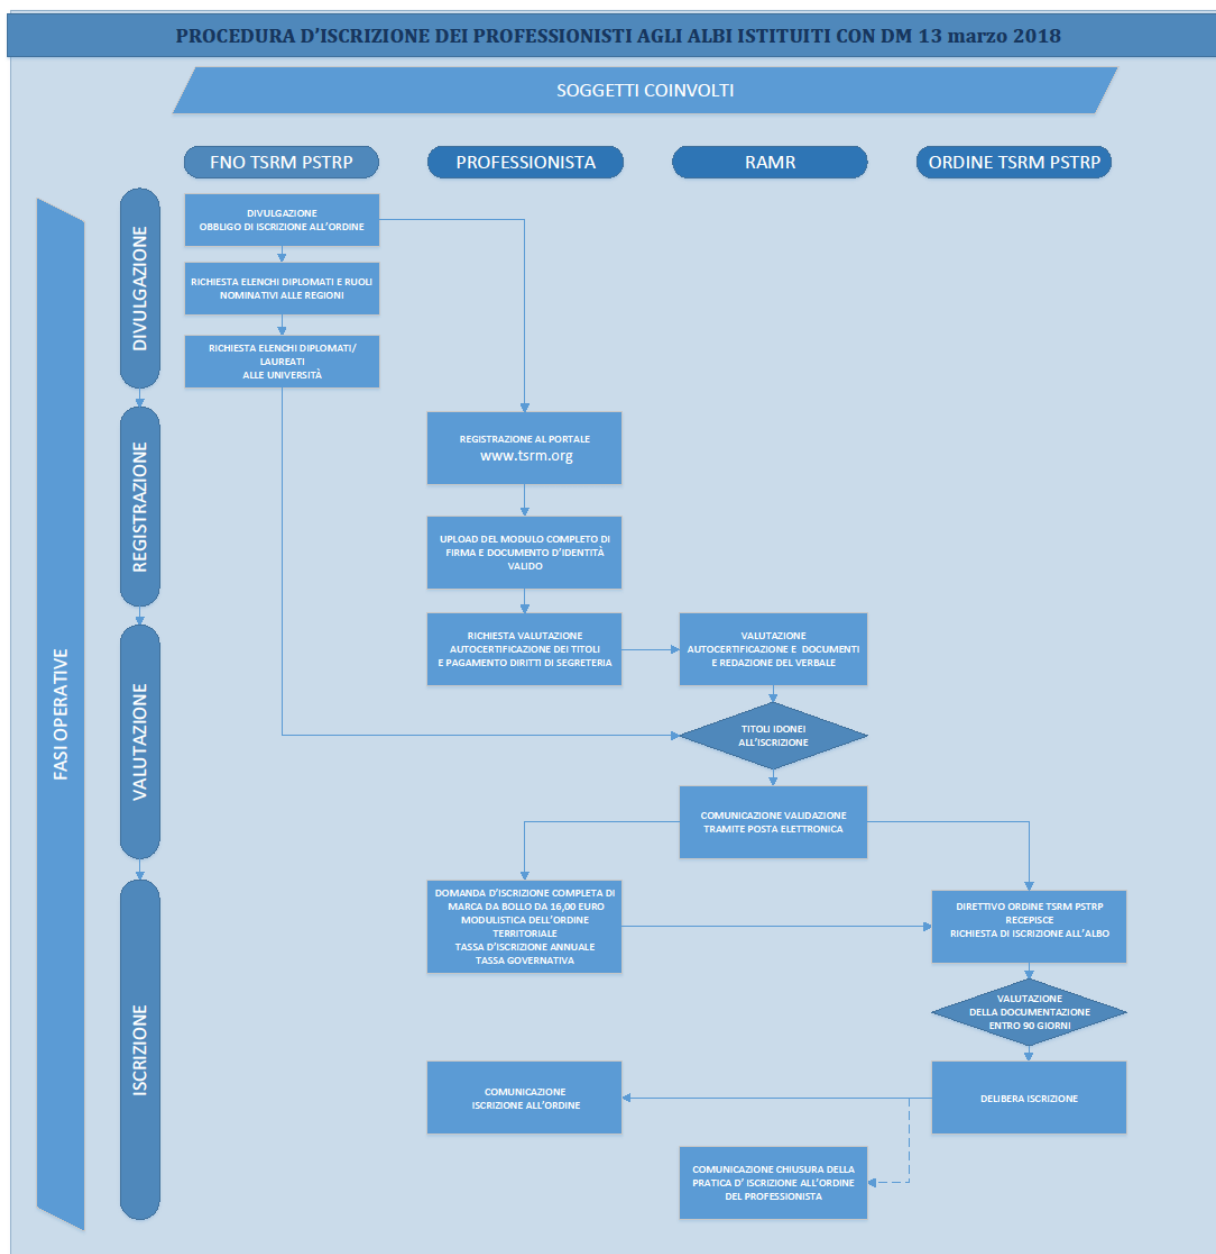 PROCEDURA D'ISCRIZIONE DEI PROFESSIONISTI AGLI ALBI ISTITUITI CON DM 13 marzo 2018
SOGGETTI COINVOLTI
FNO TSRM PSTRP
PROFESSIONISTA
RAMR
ORDINE TSRM PSTRP
FASI OPERATIVE
DIVULGAZIONE
DIVULGAZIONE
OBBLIGO DI ISCRIZIONE ALL'ORDINE
RICHIESTA ELENCHI DIPLOMATI E RUOLI
NOMINATIVI ALLE REGIONI
RICHIESTA ELENCHI DIPLOMATI/
LAUREATI
ALLE UNIVERSITÀ
REGISTRAZIONE
REGISTRAZIONE AL PORTALE
www.tsrm.org
UPLOAD DEL MODULO COMPLETO DI
FIRMA E DOCUMENTO D'IDENTITÀ
VALIDO
VALUTAZIONE
RICHIESTA VALUTAZIONE
AUTOCERTIFICAZIONE DEI TITOLI
E PAGAMENTO DIRITTI DI SEGRETERIA
VALUTAZIONE
AUTOCERTIFICAZIONE E DOCUMENTI
E REDAZIONE DEL VERBALE
TITOLI IDONEI
ALL'ISCRIZIONE
COMUNICAZIONE VALIDAZIONE
TRAMITE POSTA ELETTRONICA
ISCRIZIONE
DOMANDA D'ISCRIZIONE COMPLETA DI
MARCA DA BOLLO DA 16,00 EURO
MODULISTICA DELL'ORDINE
TERRITORIALE
TASSA D'ISCRIZIONE ANNUALE
TASSA GOVERNATIVA
DIRETTIVO ORDINE TSRM PSTRP
RECEPISCE
RICHIESTA DI ISCRIZIONE ALL'ALBO
VALUTAZIONE
DELLA DOCUMENTAZIONE
ENTRO 90 GIORNI
COMUNICAZIONE
ISCRIZIONE ALL'ORDINE
DELIBERA ISCRIZIONE
COMUNICAZIONE CHIUSURA DELLA
PRATICA D' ISCRIZIONE ALL'ORDINE
DEL PROFESSIONISTA